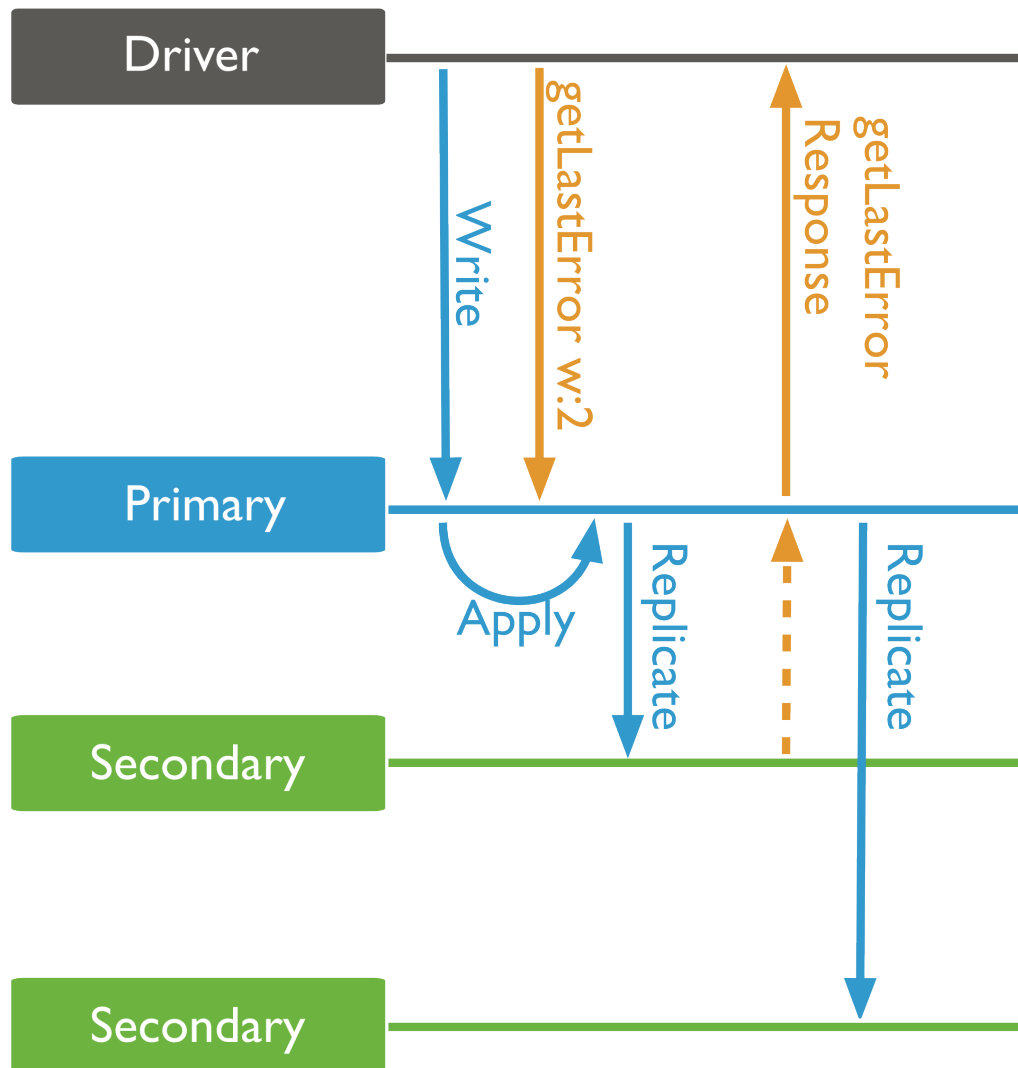 Driver
Write
getLastError w:2
getLastError
Response
Primary
Apply
Replicate
Replicate
Secondary
Secondary